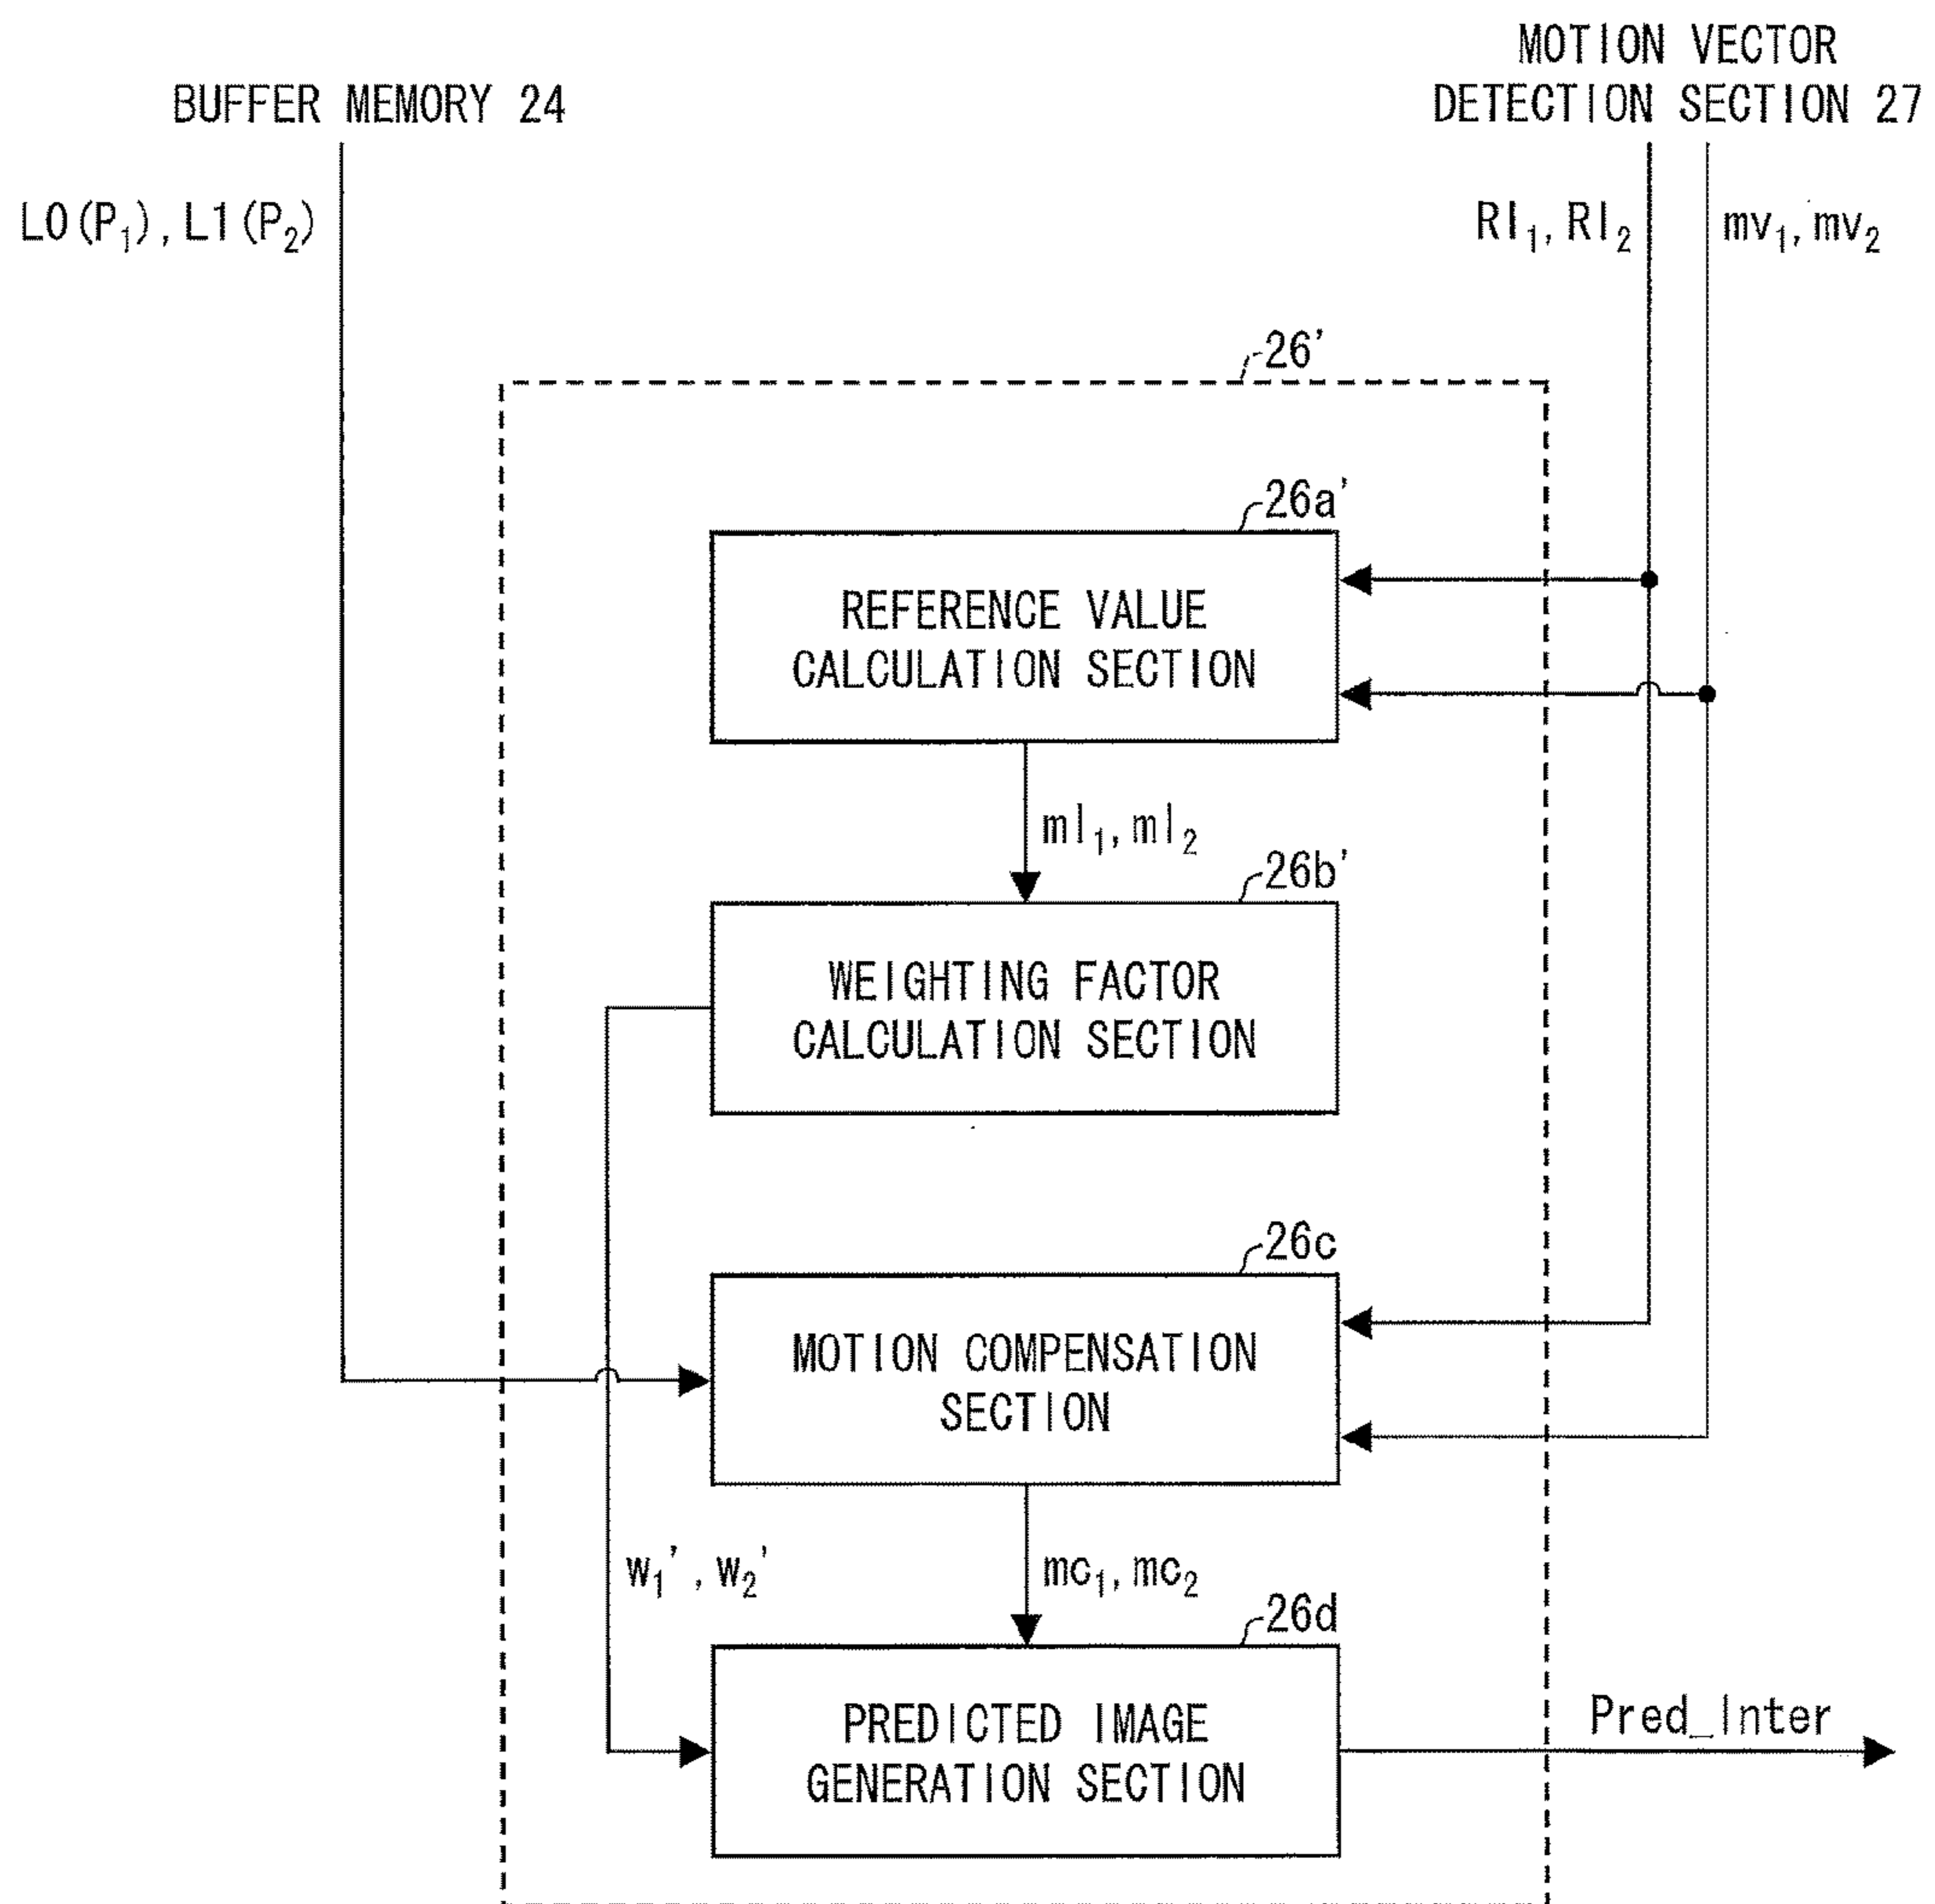 MOTION VECTOR
DETECTION SECTION 27
BUFFER MEMORY 24
L0(P₁), L1(P₂)
RI₁, RI₂
mv₁, mv₂
26'
26a'
REFERENCE VALUE
CALCULATION SECTION
mI₁, mI₂
26b'
WEIGHTING FACTOR
CALCULATION SECTION
26c
MOTION COMPENSATION
SECTION
w₁', w₂'
mc₁, mc₂
26d
PREDICTED IMAGE
GENERATION SECTION
Pred_Inter